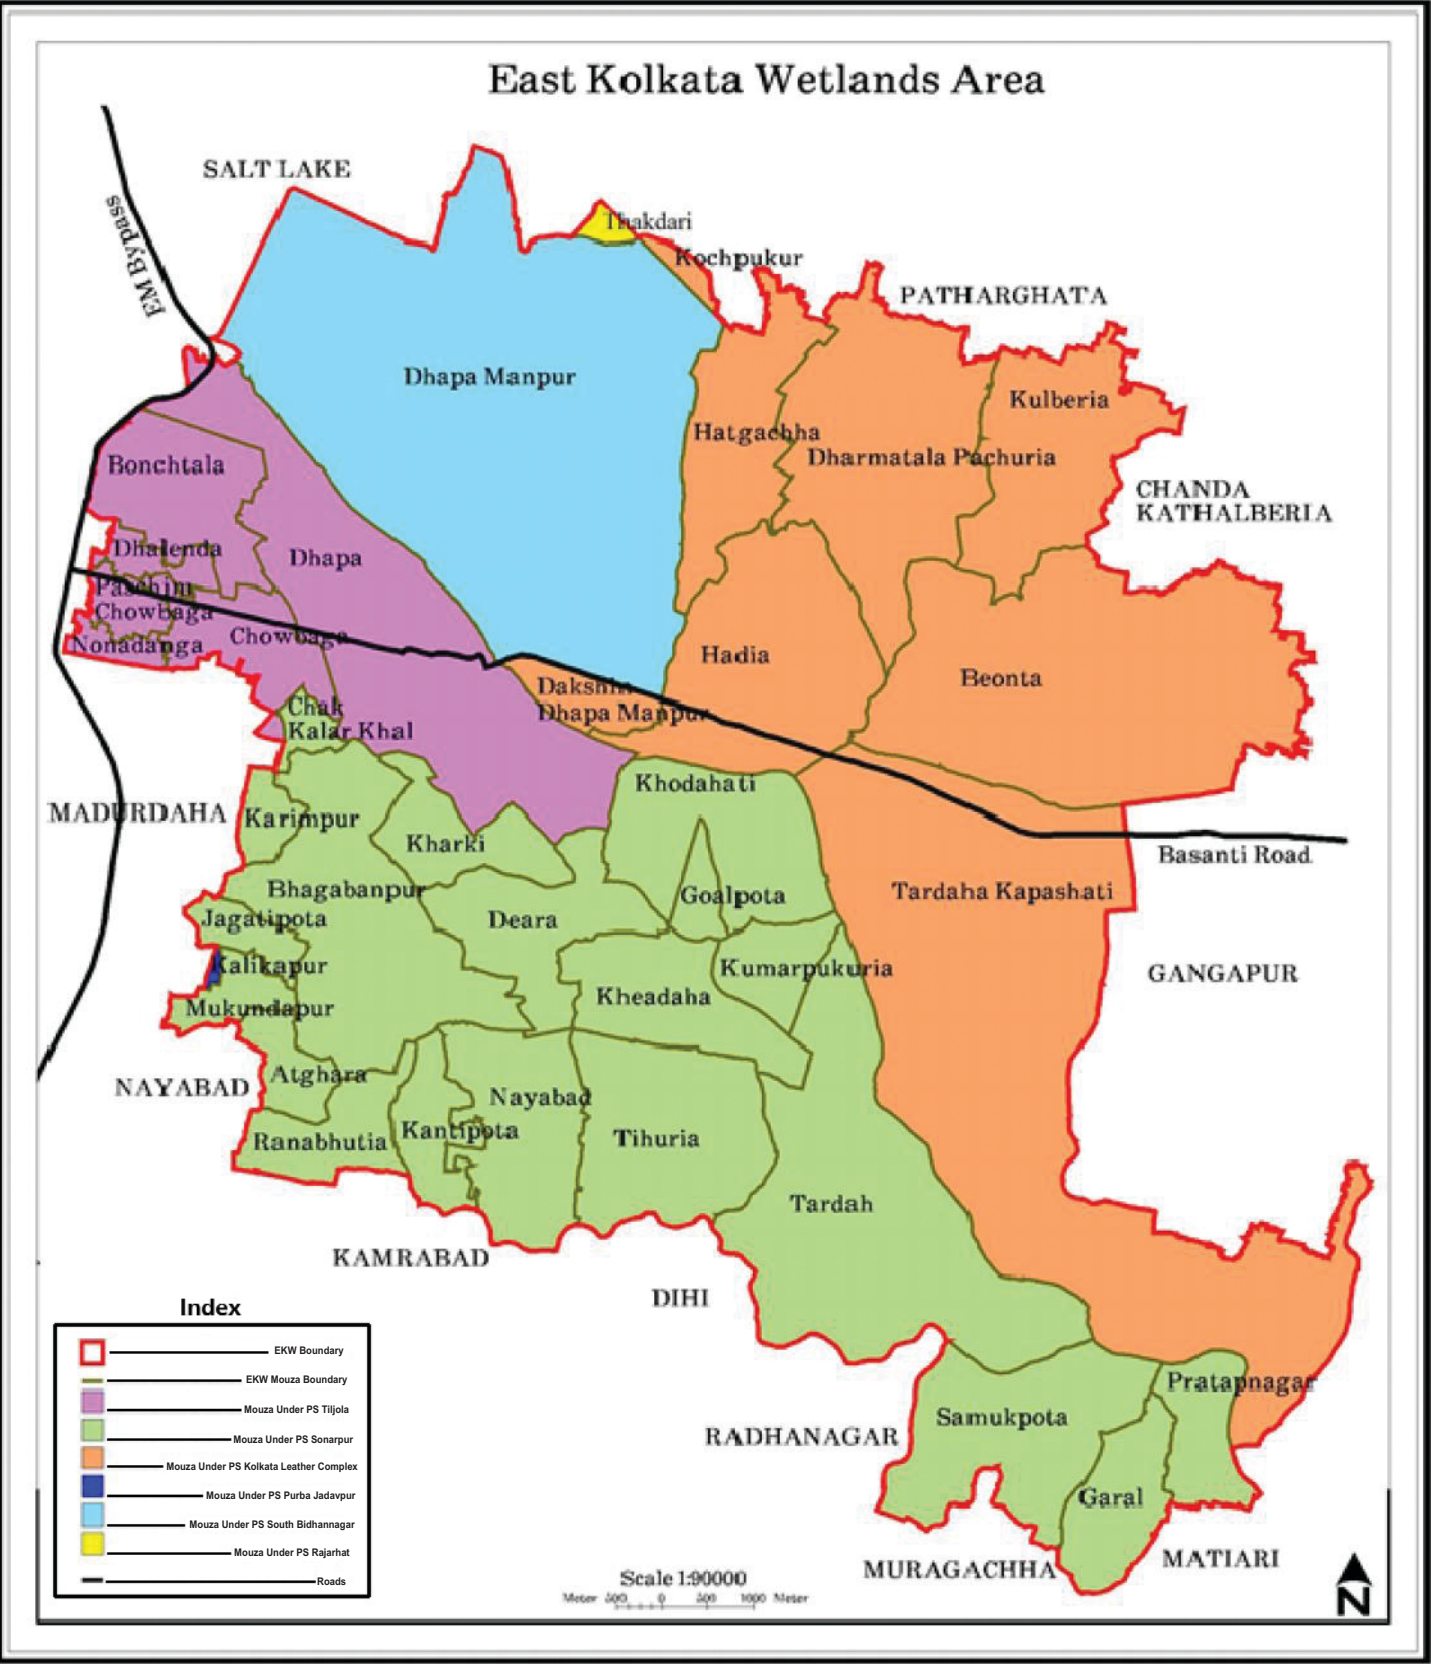 East Kolkata Wetlands Area
SALT LAKE
EM Bypass
Thakdari
Kochpukur
PATHARGHATA
Dhapa Manpur
Kulberia
Hatgachha
Dharmatala Pachuria
Bonchtala
CHANDA
KATHALBERIA
Dhalenda
Dhapa
Paschim
Chowbaga
Chowbaga
Nonadanga
Hadia
Beonta
Dakshin
Dhapa Manpur
Chak
Kalar Khal
Khodahati
MADURDAHA
Karimpur
Kharki
Basanti Road
Bhagabanpur
Goalpota
Tardaha Kapashati
Jagatipota
Deara
Kalikapur
Kumarpukuria
GANGAPUR
Kheadaha
Mukundapur
NAYABAD
Atghara
Nayabad
Ranabhutia
Kantipota
Tihuria
Tardah
KAMRABAD
DIHI
Pratapnagar
Samukpota
RADHANAGAR
Garal
MURAGACHHA
MATIARI
Index
EKW Boundary
EKW Mouza Boundary
Mouza Under PS Tiljola
Mouza Under PS Sonarpur
Mouza Under PS Kolkata Leather Complex
Mouza Under PS Purba Jadavpur
Mouza Under PS South Bidhannagar
Mouza Under PS Rajarhat
Roads
Scale 1:90000
Meter 500 0 500 1000 Meter
N